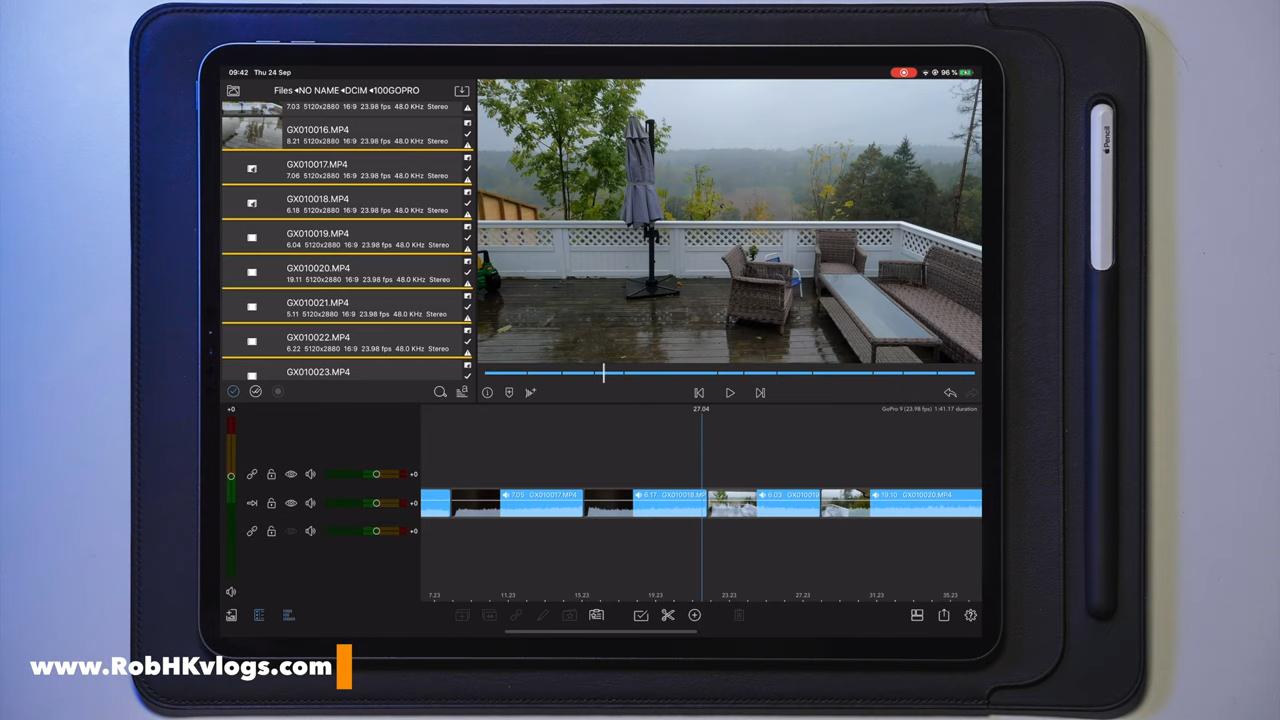 09:42 Thu 24 Sep
96 %
Files ◂NO NAME ◂DCIM ◂100GOPRO
7.03 5120x2880 16:9 23.98 fps 48.0 KHz Stereo
GX010016.MP4
8.21 5120x2880 16:9 23.98 fps 48.0 KHz Stereo
GX010017.MP4
7.06 5120x2880 16:9 23.98 fps 48.0 KHz Stereo
GX010018.MP4
6.18 5120x2880 16:9 23.98 fps 48.0 KHz Stereo
GX010019.MP4
6.04 5120x2880 16:9 23.98 fps 48.0 KHz Stereo
GX010020.MP4
19.11 5120x2880 16:9 23.98 fps 48.0 KHz Stereo
GX010021.MP4
5.11 5120x2880 16:9 23.98 fps 48.0 KHz Stereo
GX010022.MP4
6.22 5120x2880 16:9 23.98 fps 48.0 KHz Stereo
GX010023.MP4
+0
27.04
GoPro 9 (23.98 fps) 1:41.17 duration
+0
+0
+0
7.05 GX010017.MP4
6.17 GX010018.MP
6.03 GX010019
19.10 GX010020.MP4
7.23 11.23 15.23 19.23 23.23 27.23 31.23 35.23
Apple Pencil
www.RobHKvlogs.com